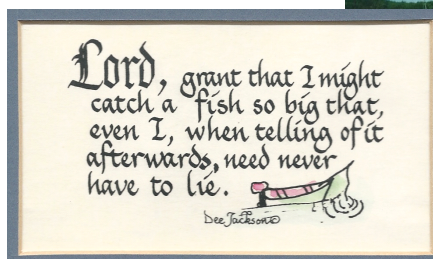 Lord, grant that I might
catch a fish so big that,
even I, when telling of it
afterwards, need never
have to lie.
Dee Jackson©